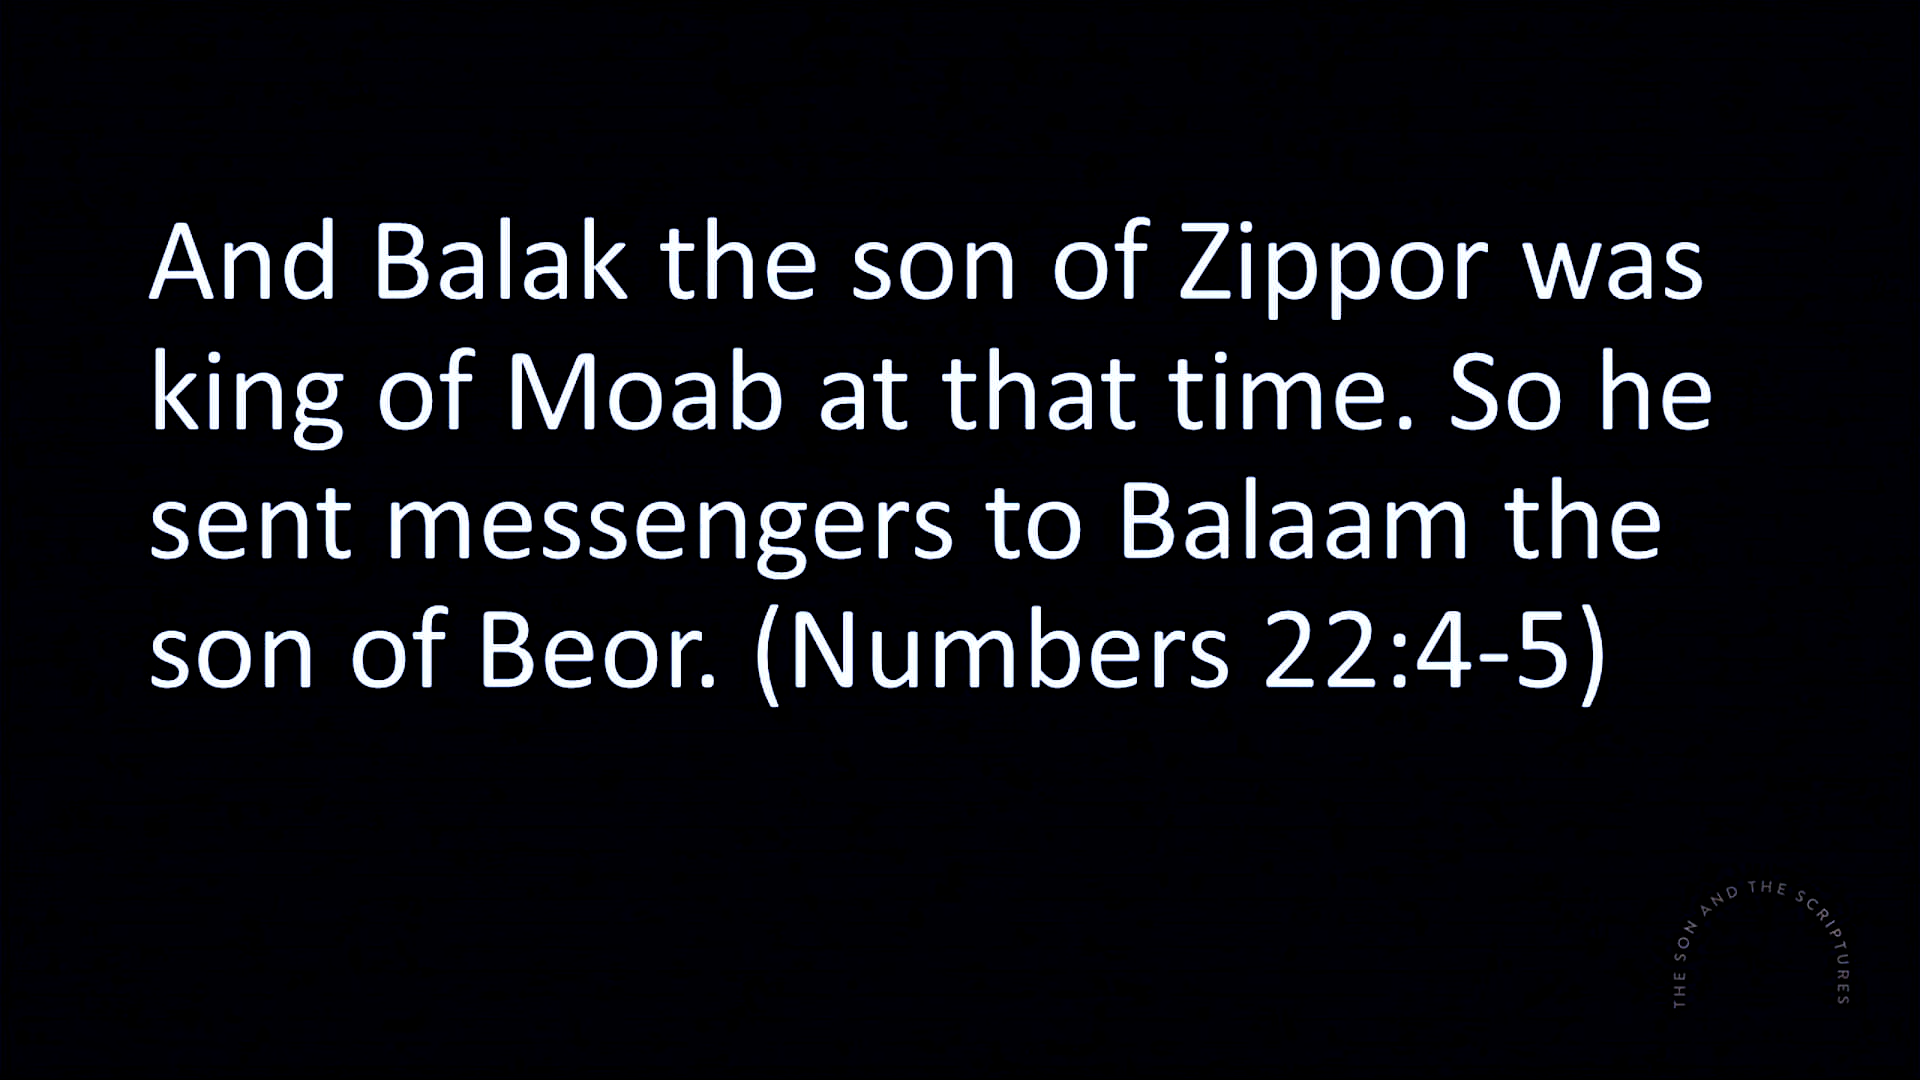 And Balak the son of Zippor was
king of Moab at that time. So he
sent messengers to Balaam the
son of Beor. (Numbers 22:4-5)
THE SON AND THE SCRIPTURES